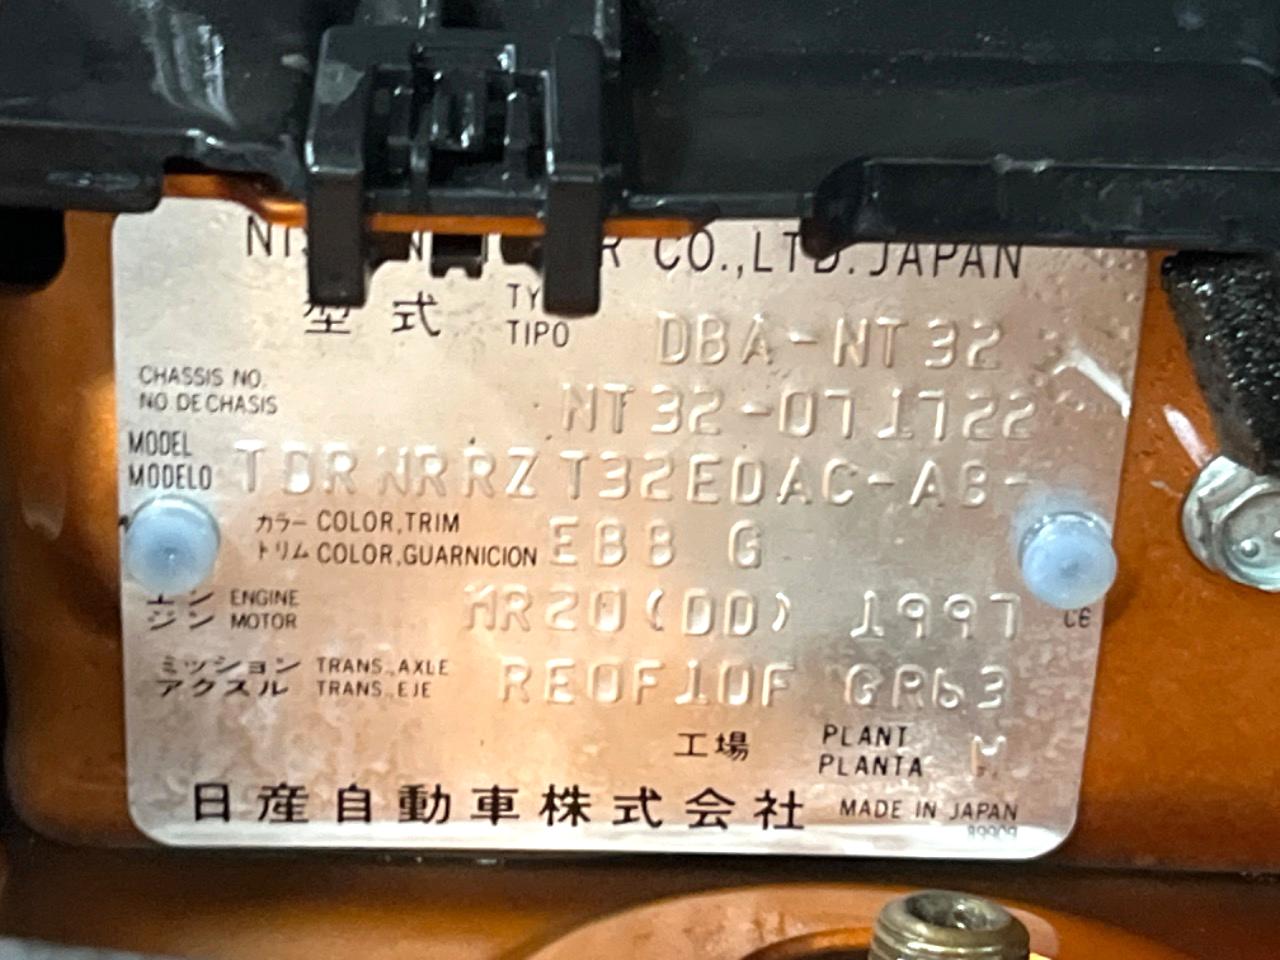 CO.,LTD.JAPAN
型式 TIPO DBA-NT32
CHASSIS NO.
NO DE CHASIS NT32-071722
MODEL
MODELO TBRNRRZ T32EDAC-AB-
カラー COLOR,TRIM
トリム COLOR,GUARNICION EBB G
エンジン ENGINE
MOTOR MR20(DD) 1997
ミッション TRANS.,AXLE
アクスル TRANS.,EJE RE0F10F GR63
工場 PLANT
PLANTA
日産自動車株式会社 MADE IN JAPAN